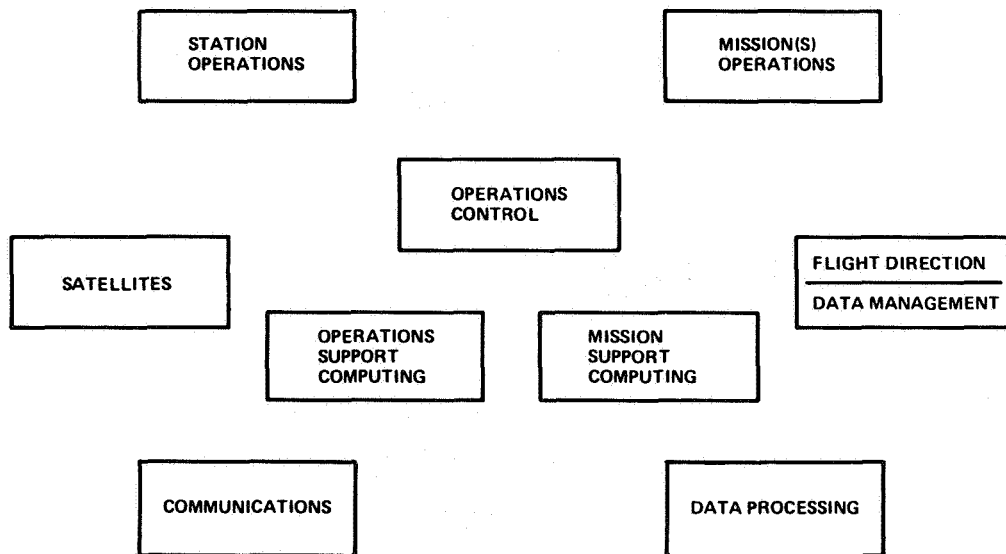 STATION
OPERATIONS
MISSION(S)
OPERATIONS
OPERATIONS
CONTROL
SATELLITES
FLIGHT DIRECTION
DATA MANAGEMENT
OPERATIONS
SUPPORT
COMPUTING
MISSION
SUPPORT
COMPUTING
COMMUNICATIONS
DATA PROCESSING